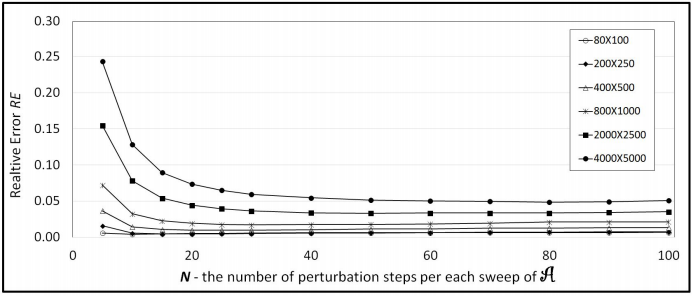 0.30
0.25
0.20
0.15
0.10
0.05
0.00
Realtive Error RE
80X100
200X250
400X500
800X1000
2000X2500
4000X5000
0 20 40 60 80 100
N - the number of perturbation steps per each sweep of 𝒜